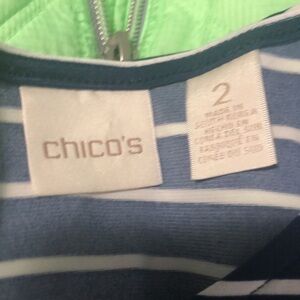 chico's
2
MADE IN
SOUTH KOREA
HECHO EN
COREA DEL SUR
FABRIQUÉ EN
CORÉE DU SUD